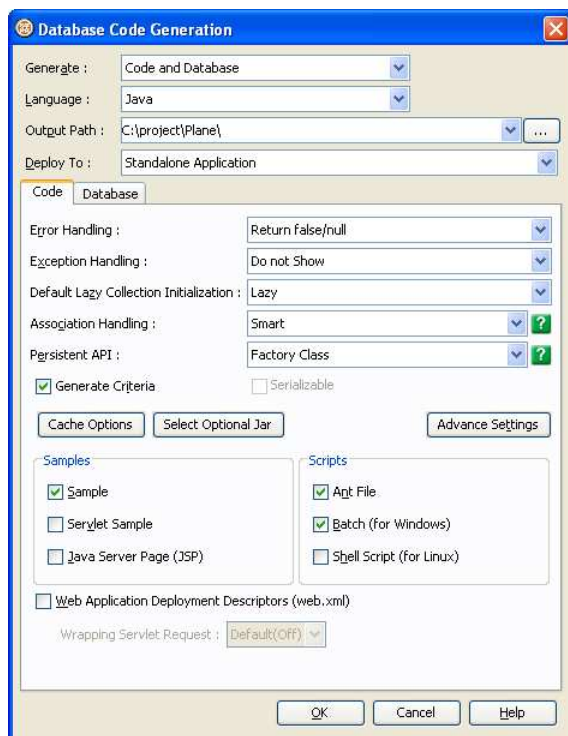 Database Code Generation
Generate : Code and Database
Language : Java
Output Path : C:\project\Plane\ ...
Deploy To : Standalone Application
Code Database
Error Handling : Return false/null
Exception Handling : Do not Show
Default Lazy Collection Initialization : Lazy
Association Handling : Smart ?
Persistent API : Factory Class ?
Generate Criteria Serializable
Cache Options Select Optional Jar Advance Settings
Samples Scripts
Sample Ant File
Servlet Sample Batch (for Windows)
Java Server Page (JSP) Shell Script (for Linux)
Web Application Deployment Descriptors (web.xml)
Wrapping Servlet Request : Default(Off)
OK Cancel Help